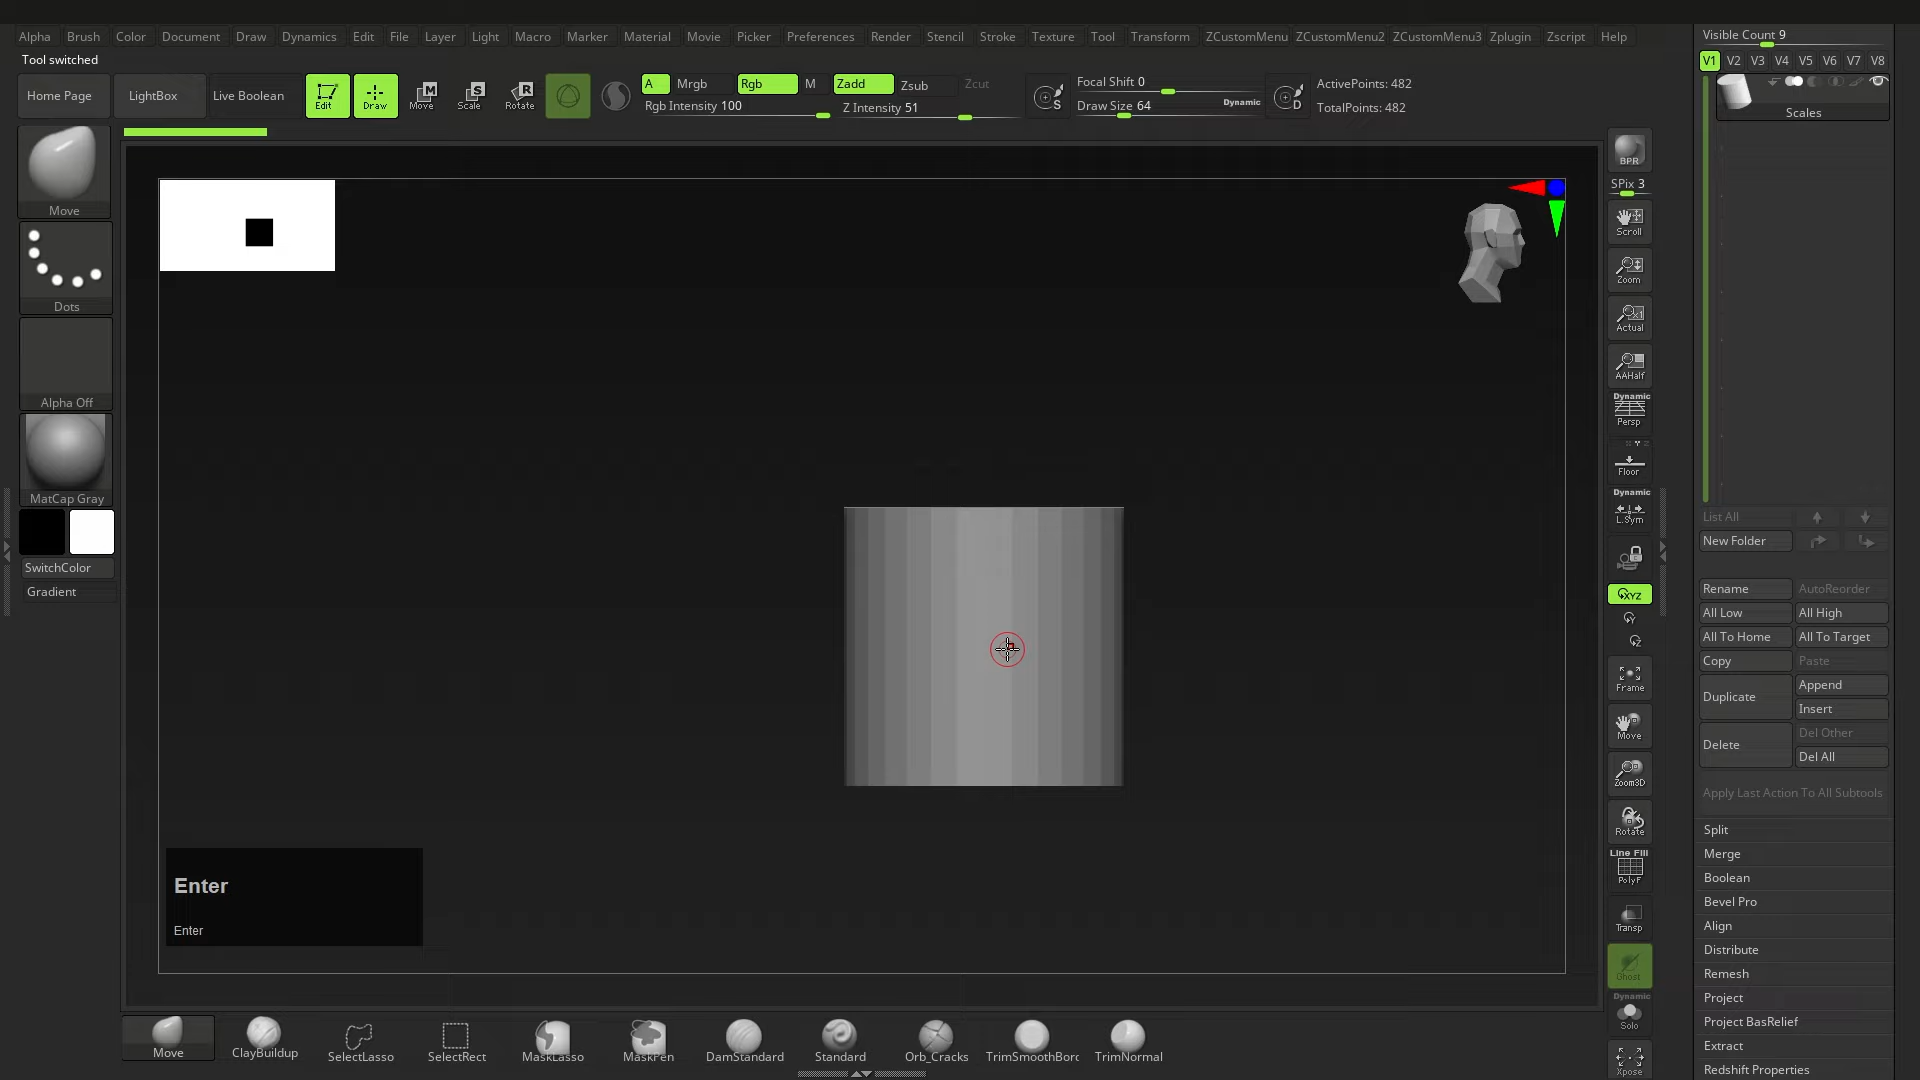 Alpha Brush Color Document Draw Dynamics Edit File Layer Light Macro Marker Material Movie Picker Preferences Render Stencil Stroke Texture Tool Transform ZCustomMenu ZCustomMenu2 ZCustomMenu3 Zplugin Zscript Help
Tool switched
Home Page
LightBox
Live Boolean
Edit
Draw
Move
Scale
Rotate
A
Mrgb
Rgb
M
Rgb Intensity 100
Zadd
Zsub
Zcut
Z Intensity 51
S
Focal Shift 0
Draw Size 64
Dynamic
D
ActivePoints: 482
TotalPoints: 482
Move
Dots
Alpha Off
MatCap Gray
SwitchColor
Gradient
Enter
Enter
BPR
SPix 3
Scroll
Zoom
Actual
AAHalf
Dynamic
Persp
Floor
Dynamic
L.Sym
XYZ
Y
Z
Frame
Move
Zoom3D
Rotate
Line Fill
PolyF
Transp
Ghost
Dynamic
Solo
Xpose
Visible Count 9
V1 V2 V3 V4 V5 V6 V7 V8
Scales
List All
New Folder
Rename
AutoReorder
All Low
All High
All To Home
All To Target
Copy
Paste
Duplicate
Append
Insert
Delete
Del Other
Del All
Apply Last Action To All Subtools
Split
Merge
Boolean
Bevel Pro
Align
Distribute
Remesh
Project
Project BasRelief
Extract
Redshift Properties
Move
ClayBuildup
SelectLasso
SelectRect
MaskLasso
MaskPen
DamStandard
Standard
Orb_Cracks
TrimSmoothBorc
TrimNormal